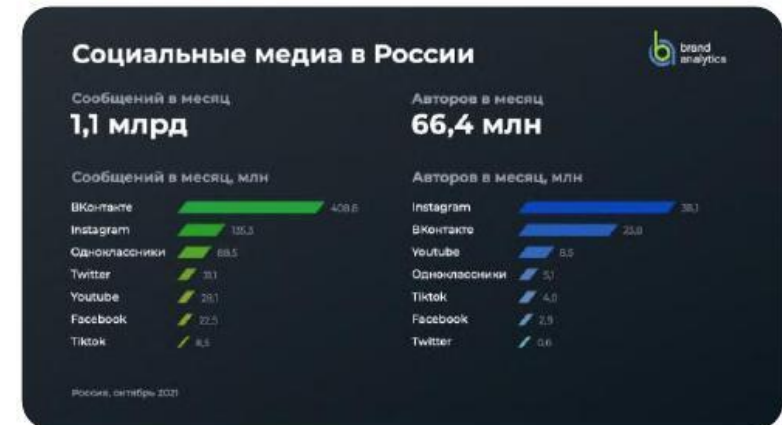 Социальные медиа в России
brand
analytics
Сообщений в месяц
1,1 млрд
Авторов в месяц
66,4 млн
Сообщений в месяц, млн
ВКонтакте 408,6
Instagram 135,3
Одноклассники 89,5
Twitter 31,1
Youtube 29,1
Facebook 22,5
Tiktok 8,5
Авторов в месяц, млн
Instagram 38,1
ВКонтакте 23,8
Youtube 8,5
Одноклассники 5,1
Tiktok 4,0
Facebook 2,9
Twitter 0,6
Россия, октябрь 2021